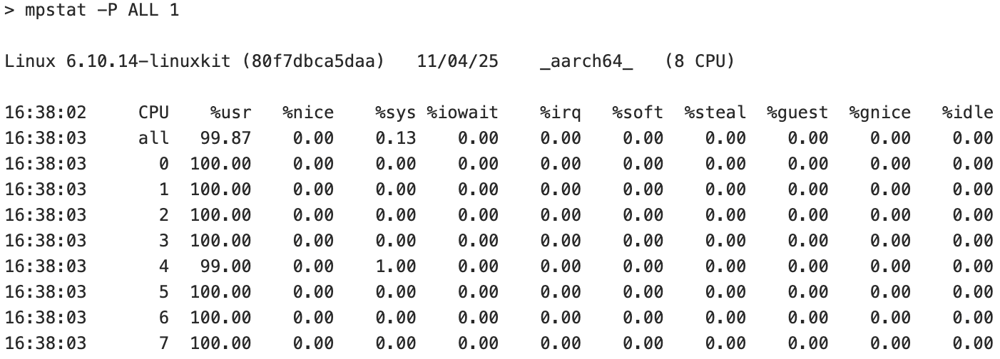 > mpstat -P ALL 1
Linux 6.10.14-linuxkit (80f7dbca5daa)   11/04/25    _aarch64_   (8 CPU)
16:38:02     CPU    %usr   %nice    %sys %iowait    %irq   %soft  %steal  %guest  %gnice   %idle
16:38:03     all   99.87    0.00    0.13    0.00    0.00    0.00    0.00    0.00    0.00    0.00
16:38:03       0  100.00    0.00    0.00    0.00    0.00    0.00    0.00    0.00    0.00    0.00
16:38:03       1  100.00    0.00    0.00    0.00    0.00    0.00    0.00    0.00    0.00    0.00
16:38:03       2  100.00    0.00    0.00    0.00    0.00    0.00    0.00    0.00    0.00    0.00
16:38:03       3  100.00    0.00    0.00    0.00    0.00    0.00    0.00    0.00    0.00    0.00
16:38:03       4   99.00    0.00    1.00    0.00    0.00    0.00    0.00    0.00    0.00    0.00
16:38:03       5  100.00    0.00    0.00    0.00    0.00    0.00    0.00    0.00    0.00    0.00
16:38:03       6  100.00    0.00    0.00    0.00    0.00    0.00    0.00    0.00    0.00    0.00
16:38:03       7  100.00    0.00    0.00    0.00    0.00    0.00    0.00    0.00    0.00    0.00